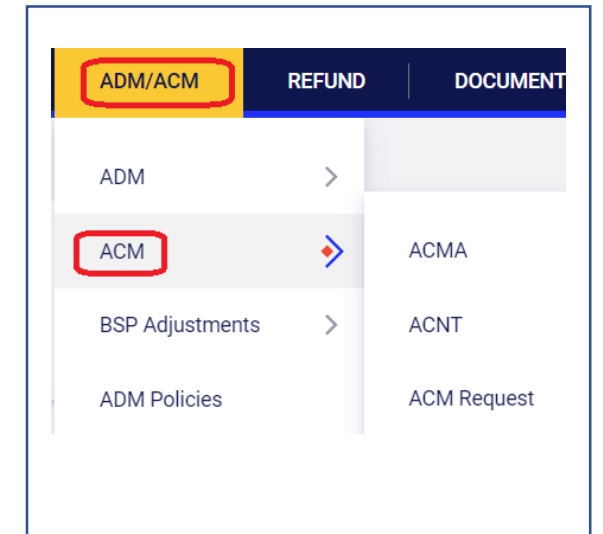 ADM/ACM REFUND DOCUMENT
ADM
ACM ACMA
BSP Adjustments ACNT
ADM Policies ACM Request